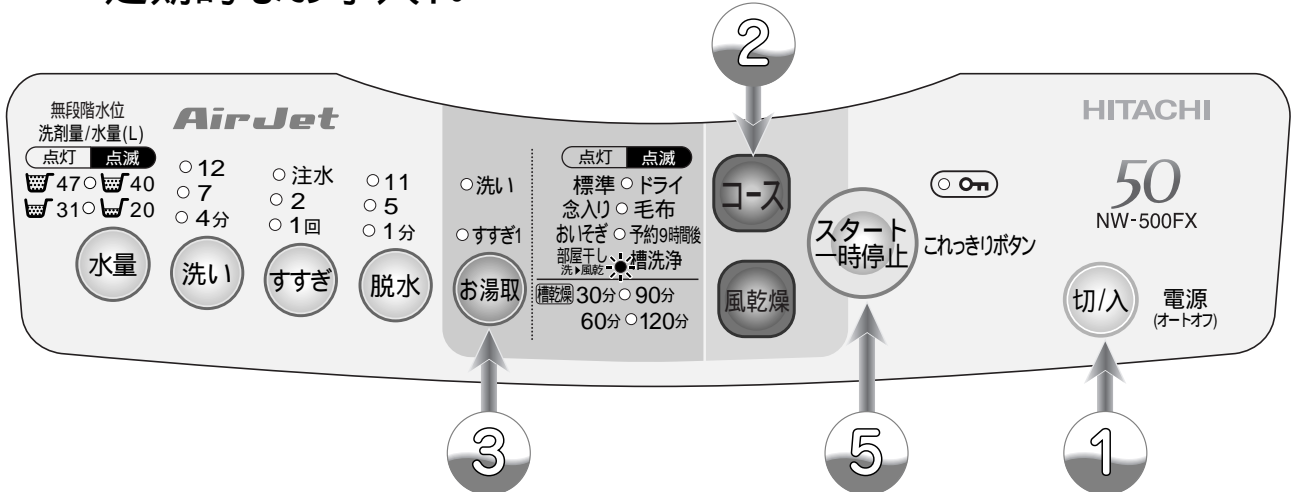 定期的なお手入れ。
2
無段階水位
洗剤量/水量(L)
点灯 点滅
47 40
31 20
水量
AirJet
12
7
4分
洗い
注水
2
1回
すすぎ
11
5
1分
脱水
洗い
すすぎ1
お湯取
点灯 点滅
標準 ドライ
念入り 毛布
おいそぎ 予約9時間後
部屋干し 槽洗浄
洗▶風乾
槽乾燥 30分 90分
60分 120分
コース
風乾燥
スタート
一時停止
これっきりボタン
HITACHI
50
NW-500FX
切/入
電源
(オートオフ)
3
5
1